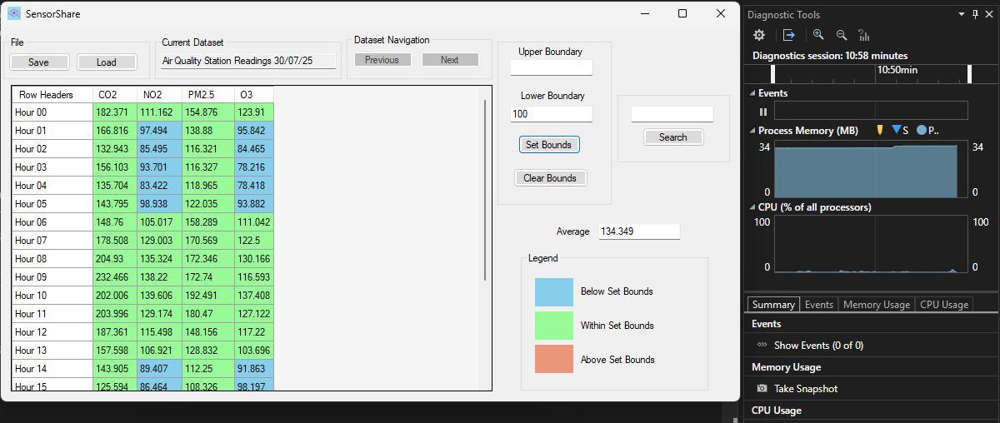 SensorShare
File
Save Load
Current Dataset
Air Quality Station Readings 30/07/25
Dataset Navigation
Previous Next
Row Headers CO2 NO2 PM2.5 O3
Hour 00 182.371 111.162 154.876 123.91
Hour 01 166.816 97.494 138.88 95.842
Hour 02 132.943 85.495 116.321 84.465
Hour 03 156.103 93.701 116.327 78.216
Hour 04 135.704 83.422 118.965 78.418
Hour 05 143.795 98.938 122.035 93.882
Hour 06 148.76 105.017 158.289 111.042
Hour 07 178.508 129.003 170.569 122.5
Hour 08 204.93 135.324 172.346 130.166
Hour 09 232.466 138.22 172.74 116.593
Hour 10 202.006 139.606 192.491 137.408
Hour 11 203.996 129.174 180.47 127.122
Hour 12 187.361 115.498 148.156 117.22
Hour 13 157.598 106.921 128.832 103.696
Hour 14 143.905 89.407 112.25 91.863
Hour 15 125.594 86.464 108.326 98.197
Upper Boundary
Lower Boundary
100
Set Bounds
Clear Bounds
Search
Average 134.349
Legend
Below Set Bounds
Within Set Bounds
Above Set Bounds
Diagnostic Tools
Diagnostics session: 10:58 minutes
10:50min
Events
Process Memory (MB) S P..
34 34
0 0
CPU (% of all processors)
100 100
0 0
Summary Events Memory Usage CPU Usage
Events
Show Events (0 of 0)
Memory Usage
Take Snapshot
CPU Usage